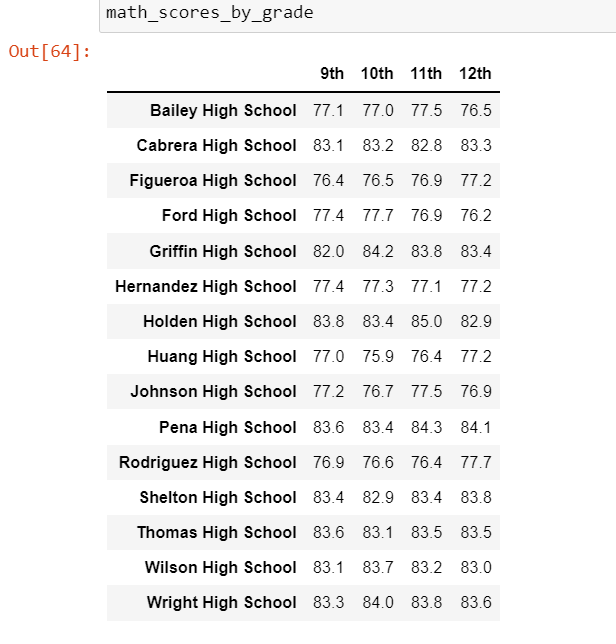 math_scores_by_grade
Out[64]:
9th 10th 11th 12th
Bailey High School 77.1 77.0 77.5 76.5
Cabrera High School 83.1 83.2 82.8 83.3
Figueroa High School 76.4 76.5 76.9 77.2
Ford High School 77.4 77.7 76.9 76.2
Griffin High School 82.0 84.2 83.8 83.4
Hernandez High School 77.4 77.3 77.1 77.2
Holden High School 83.8 83.4 85.0 82.9
Huang High School 77.0 75.9 76.4 77.2
Johnson High School 77.2 76.7 77.5 76.9
Pena High School 83.6 83.4 84.3 84.1
Rodriguez High School 76.9 76.6 76.4 77.7
Shelton High School 83.4 82.9 83.4 83.8
Thomas High School 83.6 83.1 83.5 83.5
Wilson High School 83.1 83.7 83.2 83.0
Wright High School 83.3 84.0 83.8 83.6